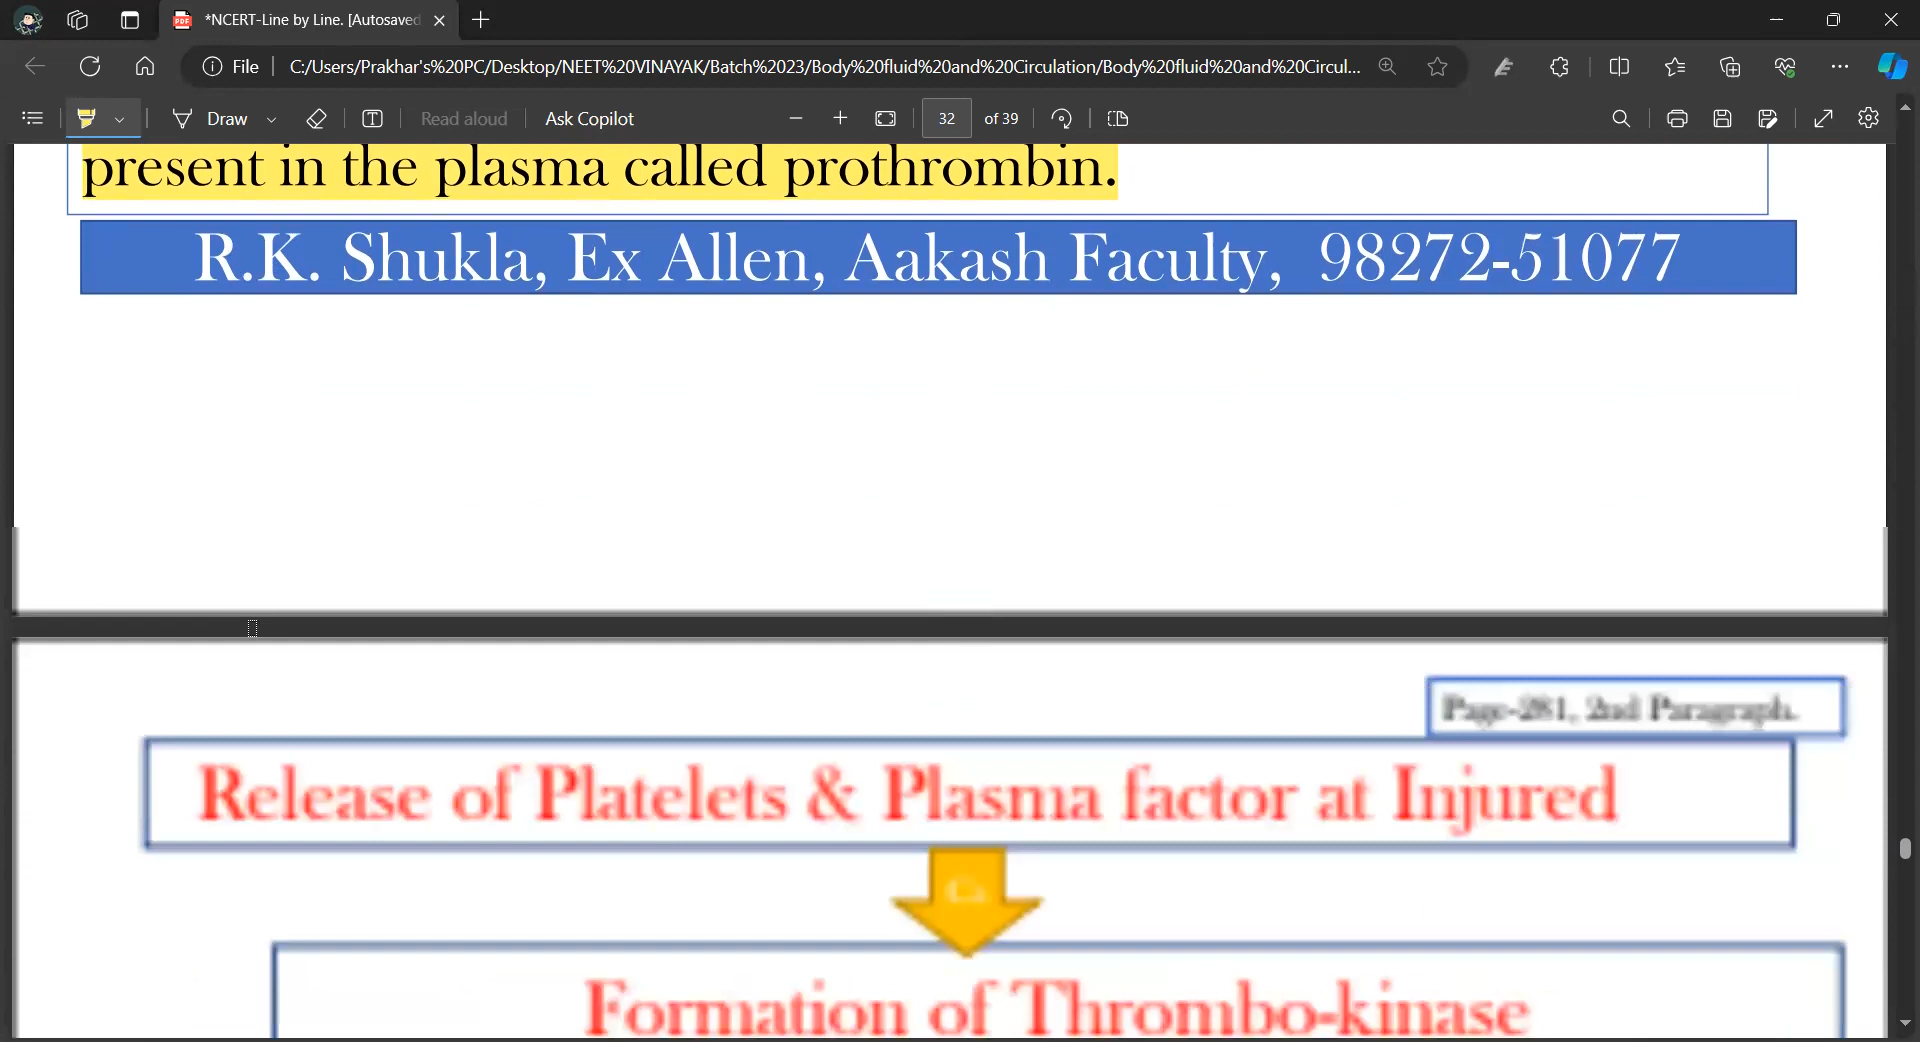 *NCERT-Line by Line. [Autosaved
File
C:/Users/Prakhar's%20PC/Desktop/NEET%20VINAYAK/Batch%2023/Body%20fluid%20and%20Circulation/Body%20fluid%20and%20Circul...
Draw
Read aloud
Ask Copilot
32 of 39
present in the plasma called prothrombin.
R.K. Shukla, Ex Allen, Aakash Faculty, 98272-51077
Page-281, 2nd Paragraph.
Release of Platelets & Plasma factor at Injured
Formation of Thrombo-kinase